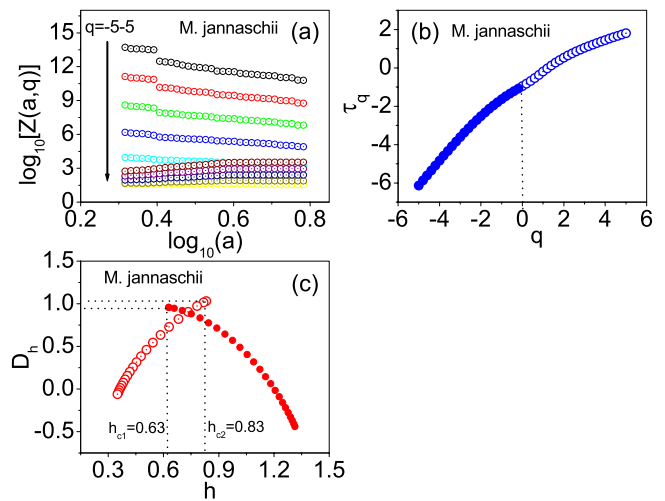 q=-5-5
M. jannaschii
(a)
log10[Z(a,q)]
15
12
9
6
3
0
0.2
0.4
0.6
0.8
log10(a)
M. jannaschii
(b)
τq
2
0
-2
-4
-6
-6
-4
-2
0
2
4
6
q
M. jannaschii
(c)
Dh
1.5
1.0
0.5
0.0
-0.5
hc1=0.63
hc2=0.83
0.3
0.6
0.9
1.2
1.5
h